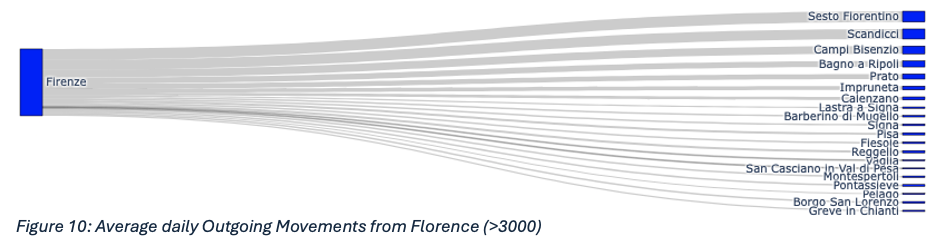 Sesto Fiorentino
Scandicci
Campi Bisenzio
Bagno a Ripoli
Firenze
Prato
Impruneta
Calenzano
Lastra a Signa
Barberino di Mugello
Signa
Pisa
Fiesole
Reggello
Vaglia
San Casciano in Val di Pesa
Montespertoli
Pontassieve
Pelago
Borgo San Lorenzo
Greve in Chianti
Figure 10: Average daily Outgoing Movements from Florence (>3000)